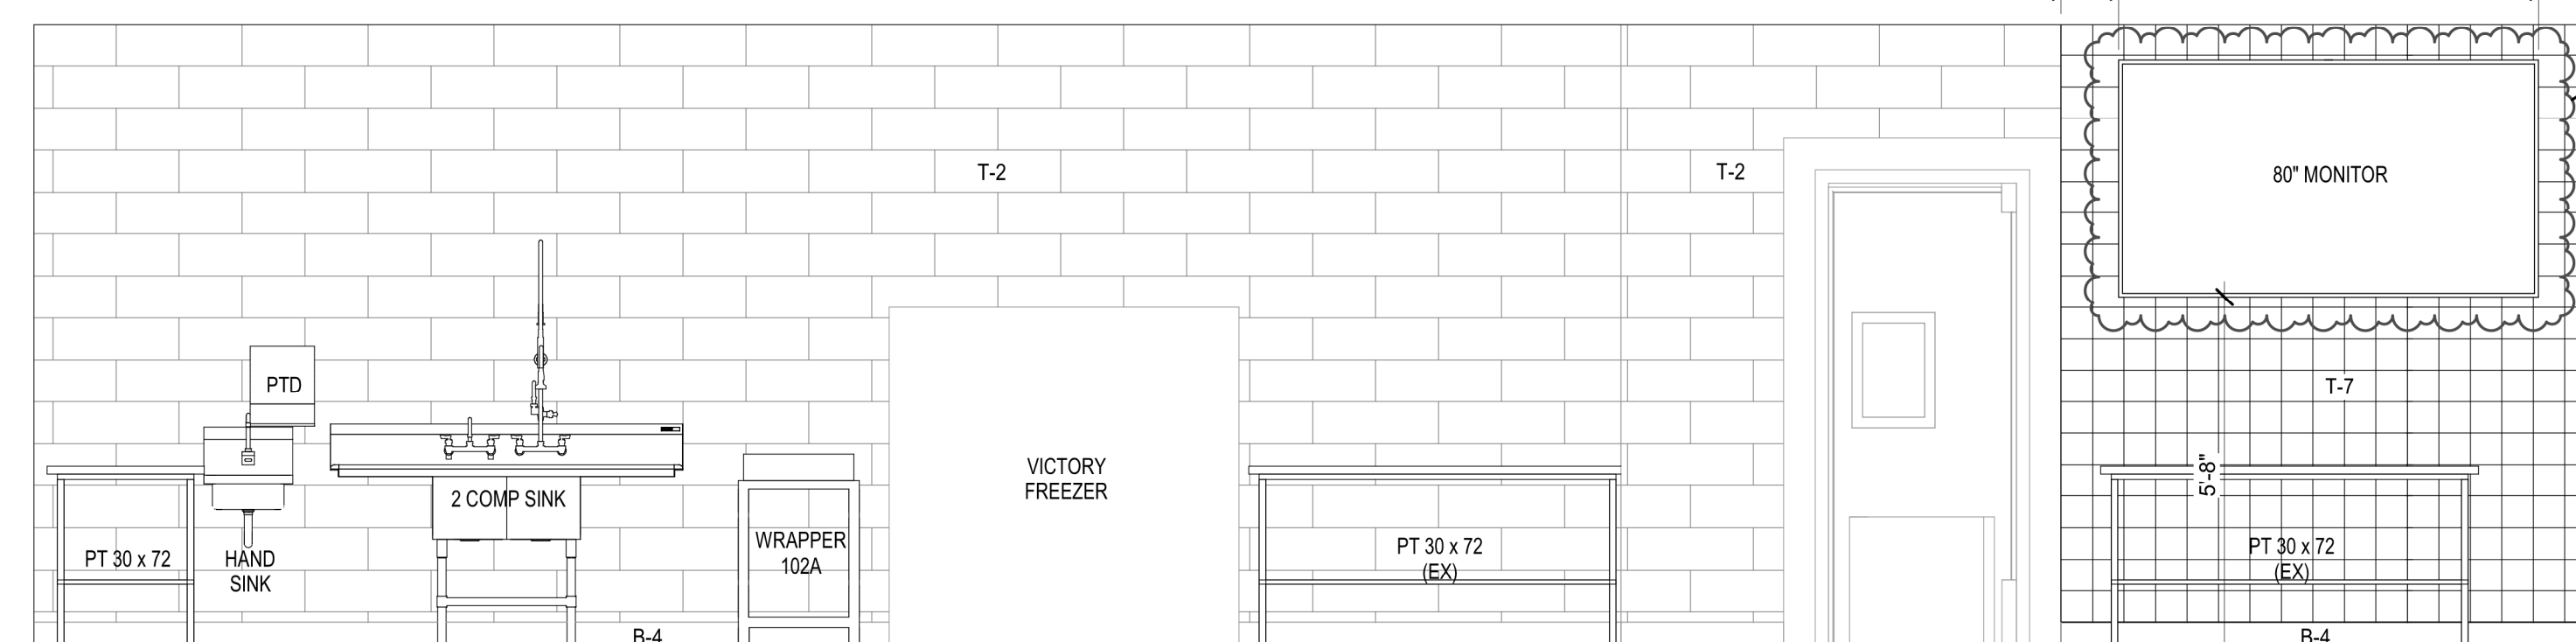 T-2
T-2
80" MONITOR
PTD
T-7
VICTORY
FREEZER
5'-8"
2 COMP SINK
WRAPPER
102A
PT 30 x 72
(EX)
PT 30 x 72
(EX)
PT 30 x 72
HAND
SINK
B-4
B-4